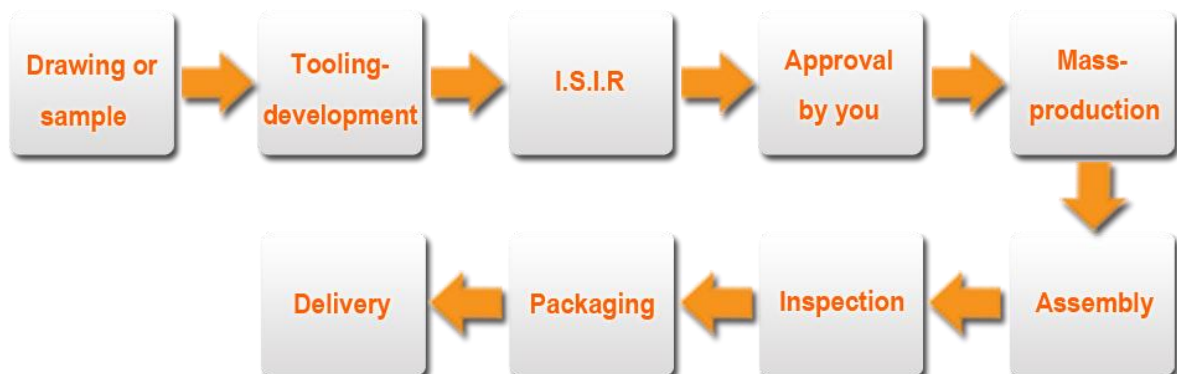 Drawing or
sample
Tooling-
development
I.S.I.R
Approval
by you
Mass-
production
Assembly
Inspection
Packaging
Delivery